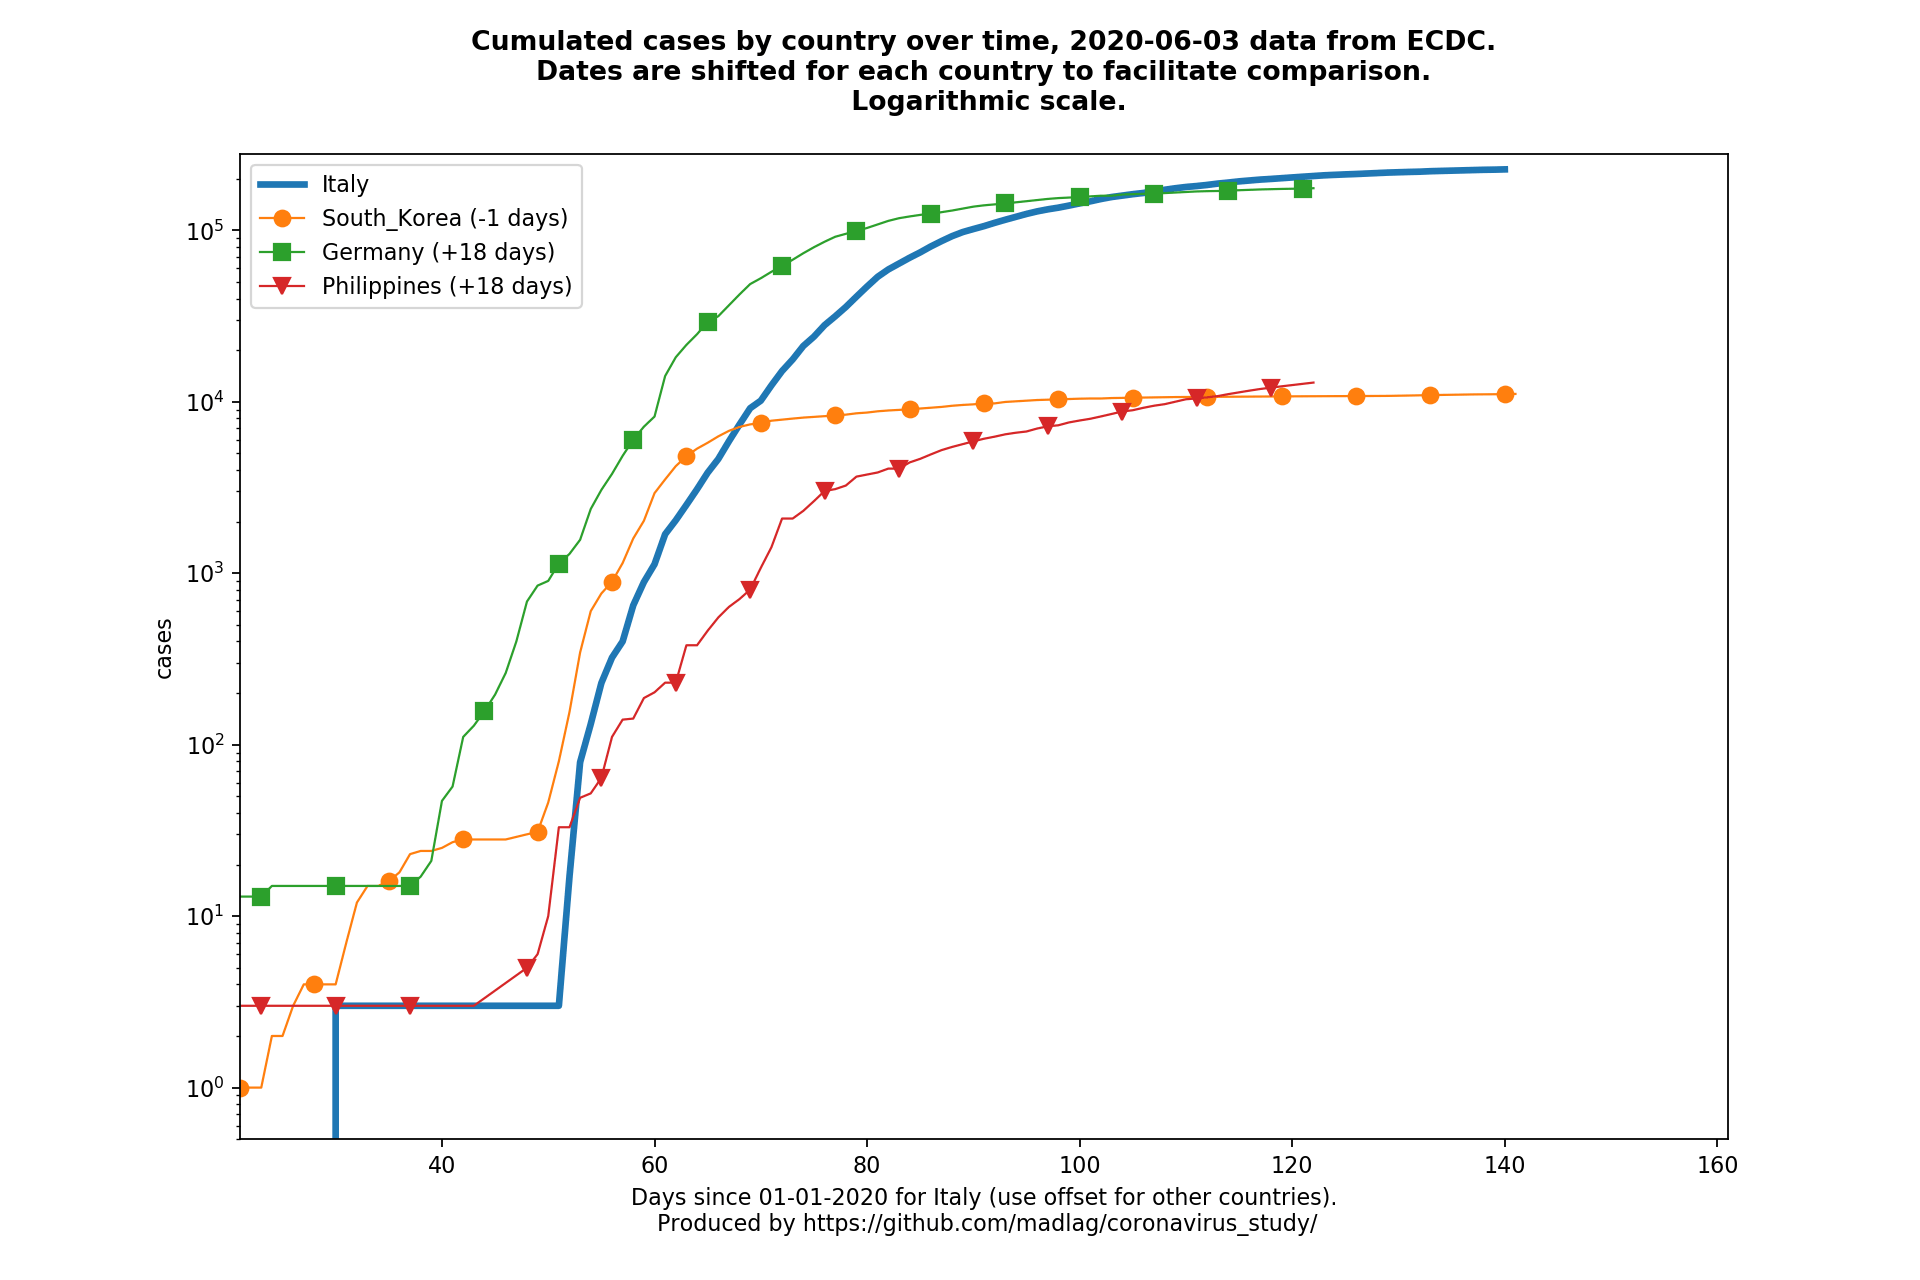 Cumulated cases by country over time, 2020-06-03 data from ECDC.
Dates are shifted for each country to facilitate comparison.
Logarithmic scale.
Italy
South_Korea (-1 days)
Germany (+18 days)
Philippines (+18 days)
cases
10^5
10^4
10^3
10^2
10^1
10^0
40 60 80 100 120 140 160
Days since 01-01-2020 for Italy (use offset for other countries).
Produced by https://github.com/madlag/coronavirus_study/